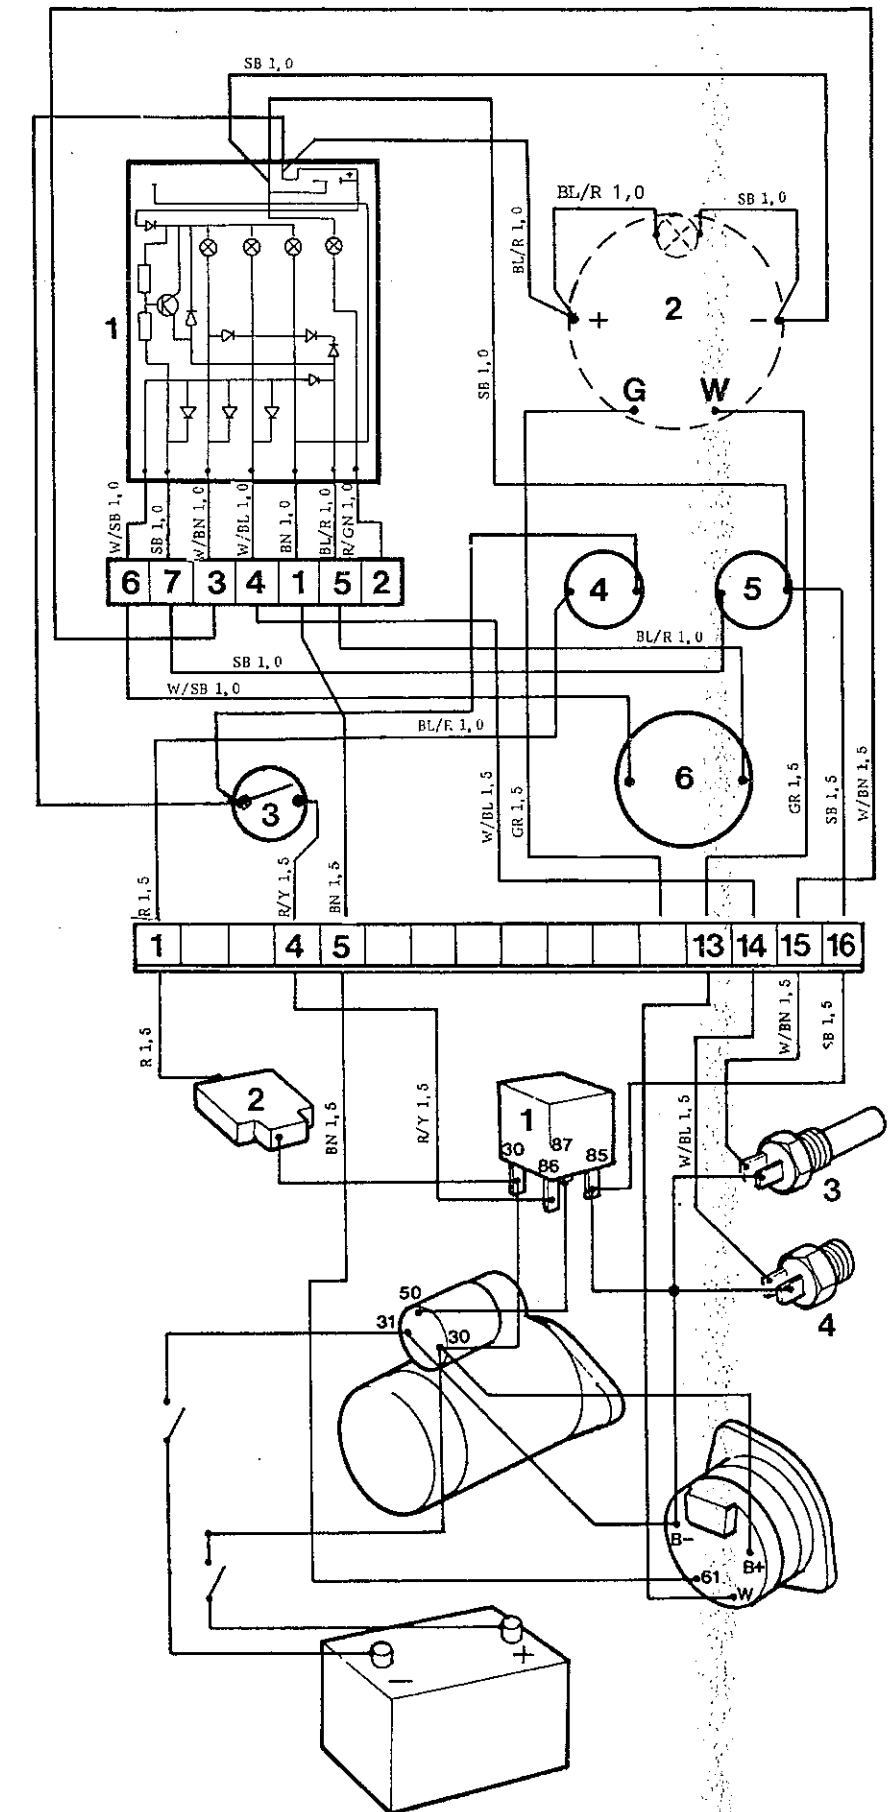 SB 1,0
BL/R 1,0
SB 1,0
BL/R 1,0
2
+
-
G
W
1
SB 1,0
W/SB 1,0
SB 1,0
W/BN 1,0
W/BL 1,0
BN 1,0
BL/R 1,0
R/GN 1,0
6 7 3 4 1 5 2
4
5
BL/R 1,0
SB 1,0
W/SB 1,0
BL/R 1,0
6
3
W/BL 1,5
GR 1,5
GR 1,5
SB 1,5
W/BN 1,5
R 1,5
R/Y 1,5
BN 1,5
1 4 5 13 14 15 16
R 1,5
2
BN 1,5
R/Y 1,5
1
30
87
86
85
W/BL 1,5
W/BN 1,5
SB 1,5
3
4
50
31
30
B-
B+
61
W
+
-